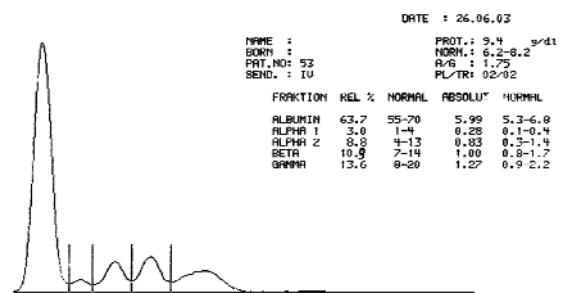 DATE : 26.06.03
NAME : PROT.: 9.4 g/dl
BORN : NORM.: 6.2-8.2
PAT.NO: 53 A/G : 1.75
SEND. : IU PL/TR: 02/02
FRAKTION REL % NORMAL ABSOLUT NORMAL
ALBUMIN 63.7 55-70 5.99 5.3-6.8
ALPHA 1 3.0 1-4 0.28 0.1-0.4
ALPHA 2 8.8 4-13 0.83 0.3-1.4
BETA 10.9 7-14 1.00 0.8-1.7
GAMMA 13.6 8-20 1.27 0.9-2.2